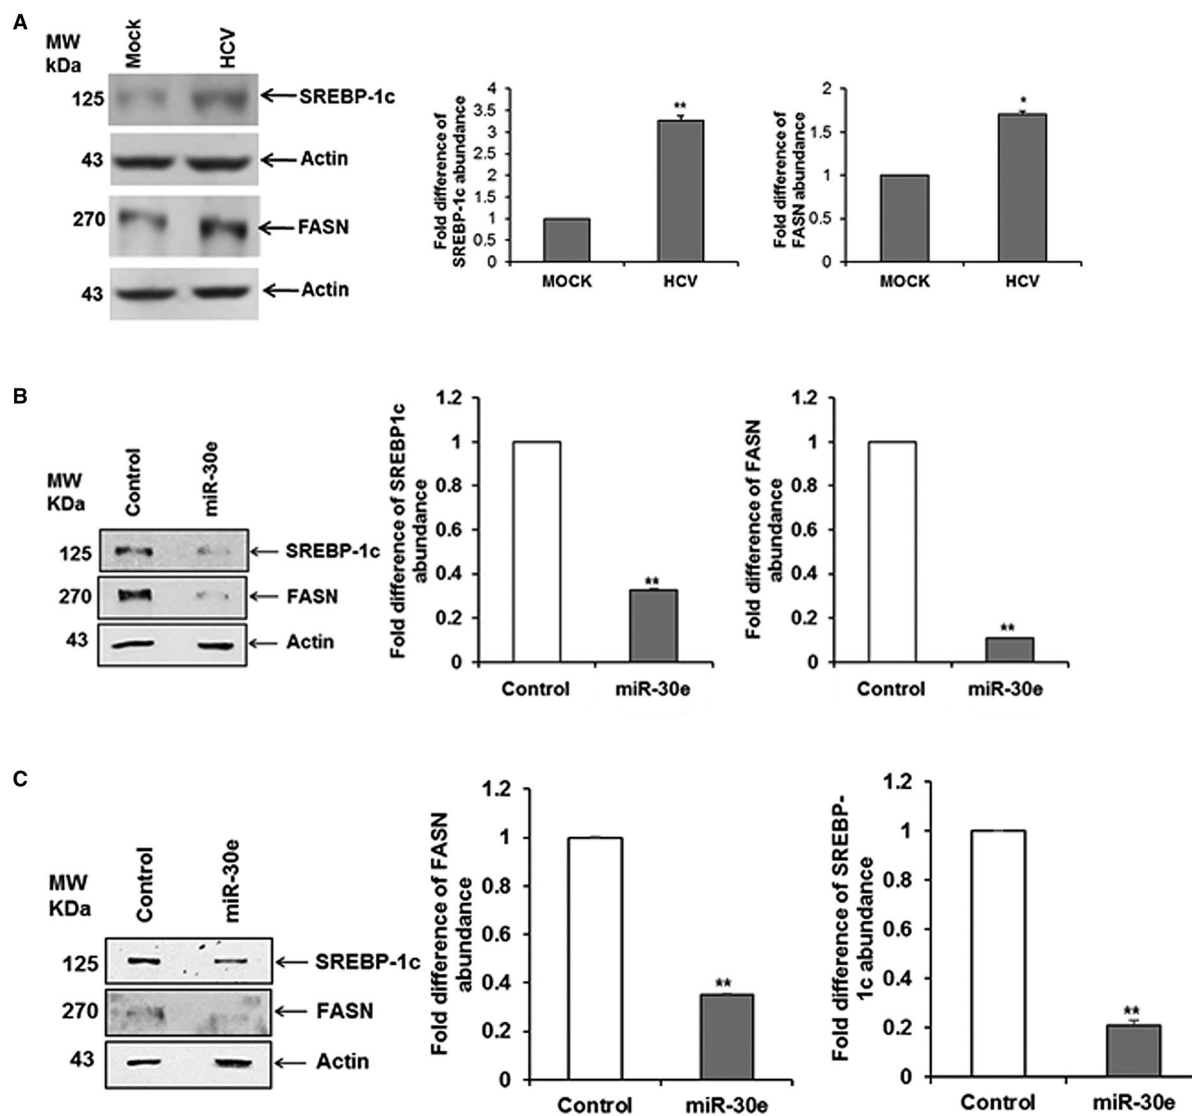 A
MW
kDa
Mock
HCV
125
SREBP-1c
43
Actin
270
FASN
43
Actin
Fold difference of
SREBP-1c abundance
4
3.5
3
2.5
2
1.5
1
0.5
0
**
MOCK
HCV
Fold difference of
FASN abundance
2
1.5
1
0.5
0
*
MOCK
HCV
B
MW
KDa
Control
miR-30e
125
SREBP-1c
270
FASN
43
Actin
Fold difference of SREBP1c
abundance
1.2
1
0.8
0.6
0.4
0.2
0
**
Control
miR-30e
Fold difference of FASN
abundance
1.2
1
0.8
0.6
0.4
0.2
0
**
Control
miR-30e
C
MW
KDa
Control
miR-30e
125
SREBP-1c
270
FASN
43
Actin
Fold difference of FASN
abundance
1.2
1
0.8
0.6
0.4
0.2
0
**
Control
miR-30e
Fold difference of SREBP-
1c abundance
1.2
1
0.8
0.6
0.4
0.2
0
**
Control
miR-30e